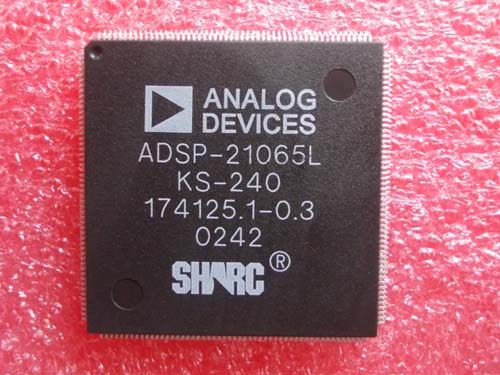 ANALOG
DEVICES
ADSP-21065L
KS-240
174125.1-0.3
0242
SHARC®